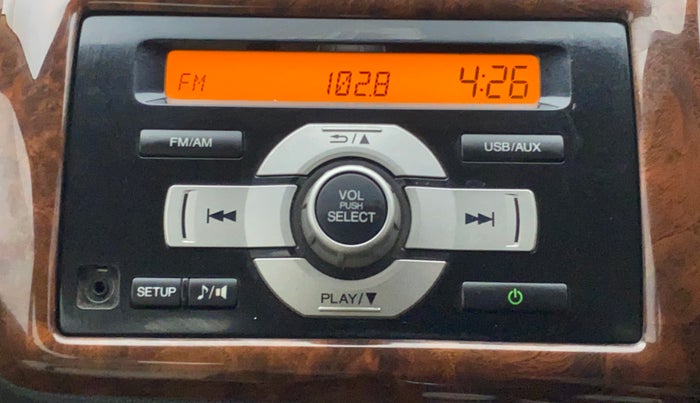 FM 102.8 4:26
FM/AM
USB/AUX
VOL
PUSH
SELECT
SETUP
PLAY/▼